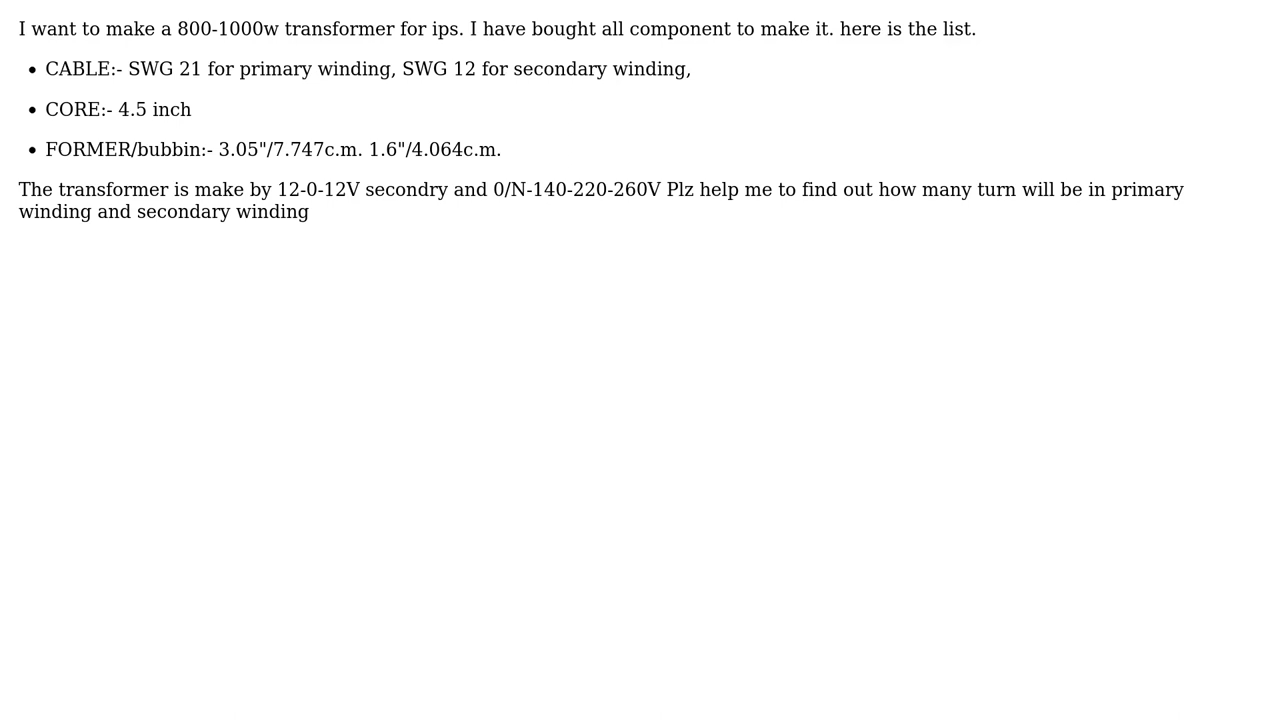 I want to make a 800-1000w transformer for ips. I have bought all component to make it. here is the list.
• CABLE:- SWG 21 for primary winding, SWG 12 for secondary winding,
• CORE:- 4.5 inch
• FORMER/bubbin:- 3.05"/7.747c.m. 1.6"/4.064c.m.
The transformer is make by 12-0-12V secondry and 0/N-140-220-260V Plz help me to find out how many turn will be in primary
winding and secondary winding